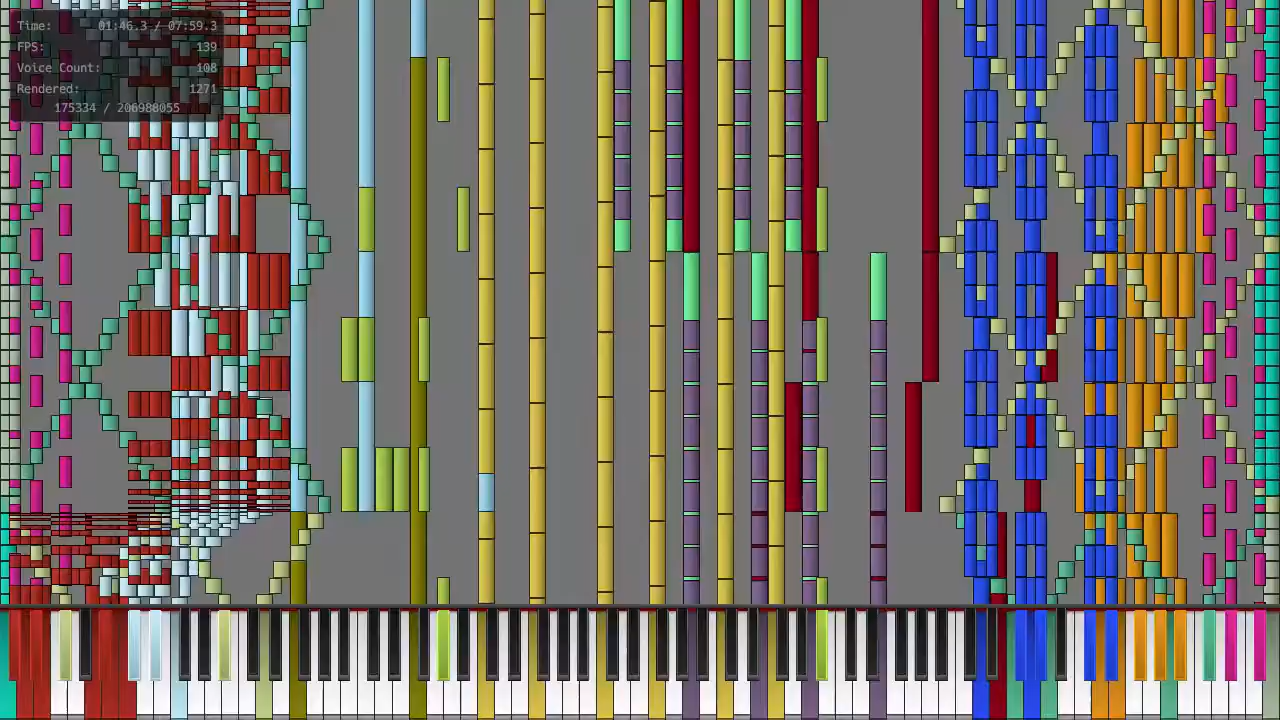 Time: 01:46.3 / 07:59.3
FPS: 139
Voice Count: 108
Rendered: 1271
175334 / 206988055